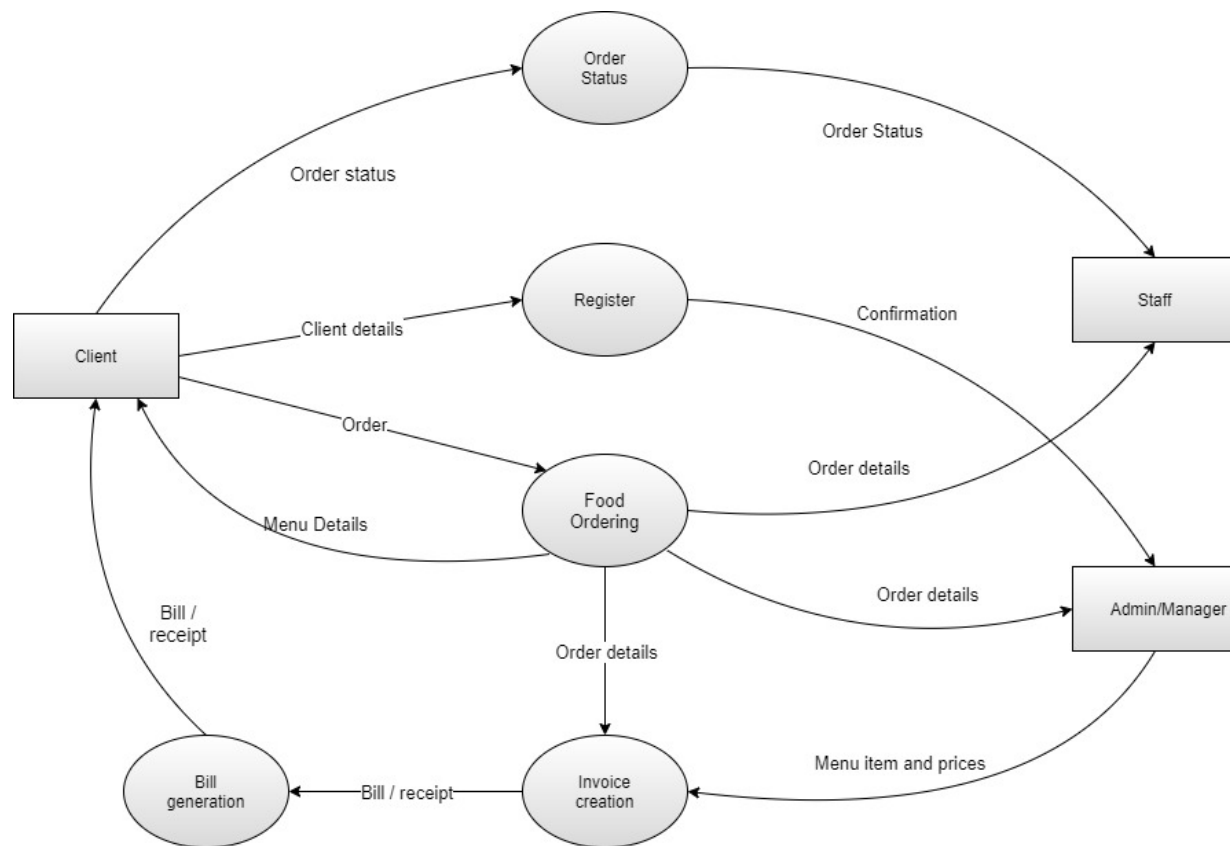 Order
Status
Order Status
Order status
Register
Staff
Confirmation
Client details
Client
Order
Order details
Food
Ordering
Menu Details
Order details
Admin/Manager
Bill /
receipt
Order details
Menu item and prices
Bill
generation
Bill / receipt
Invoice
creation